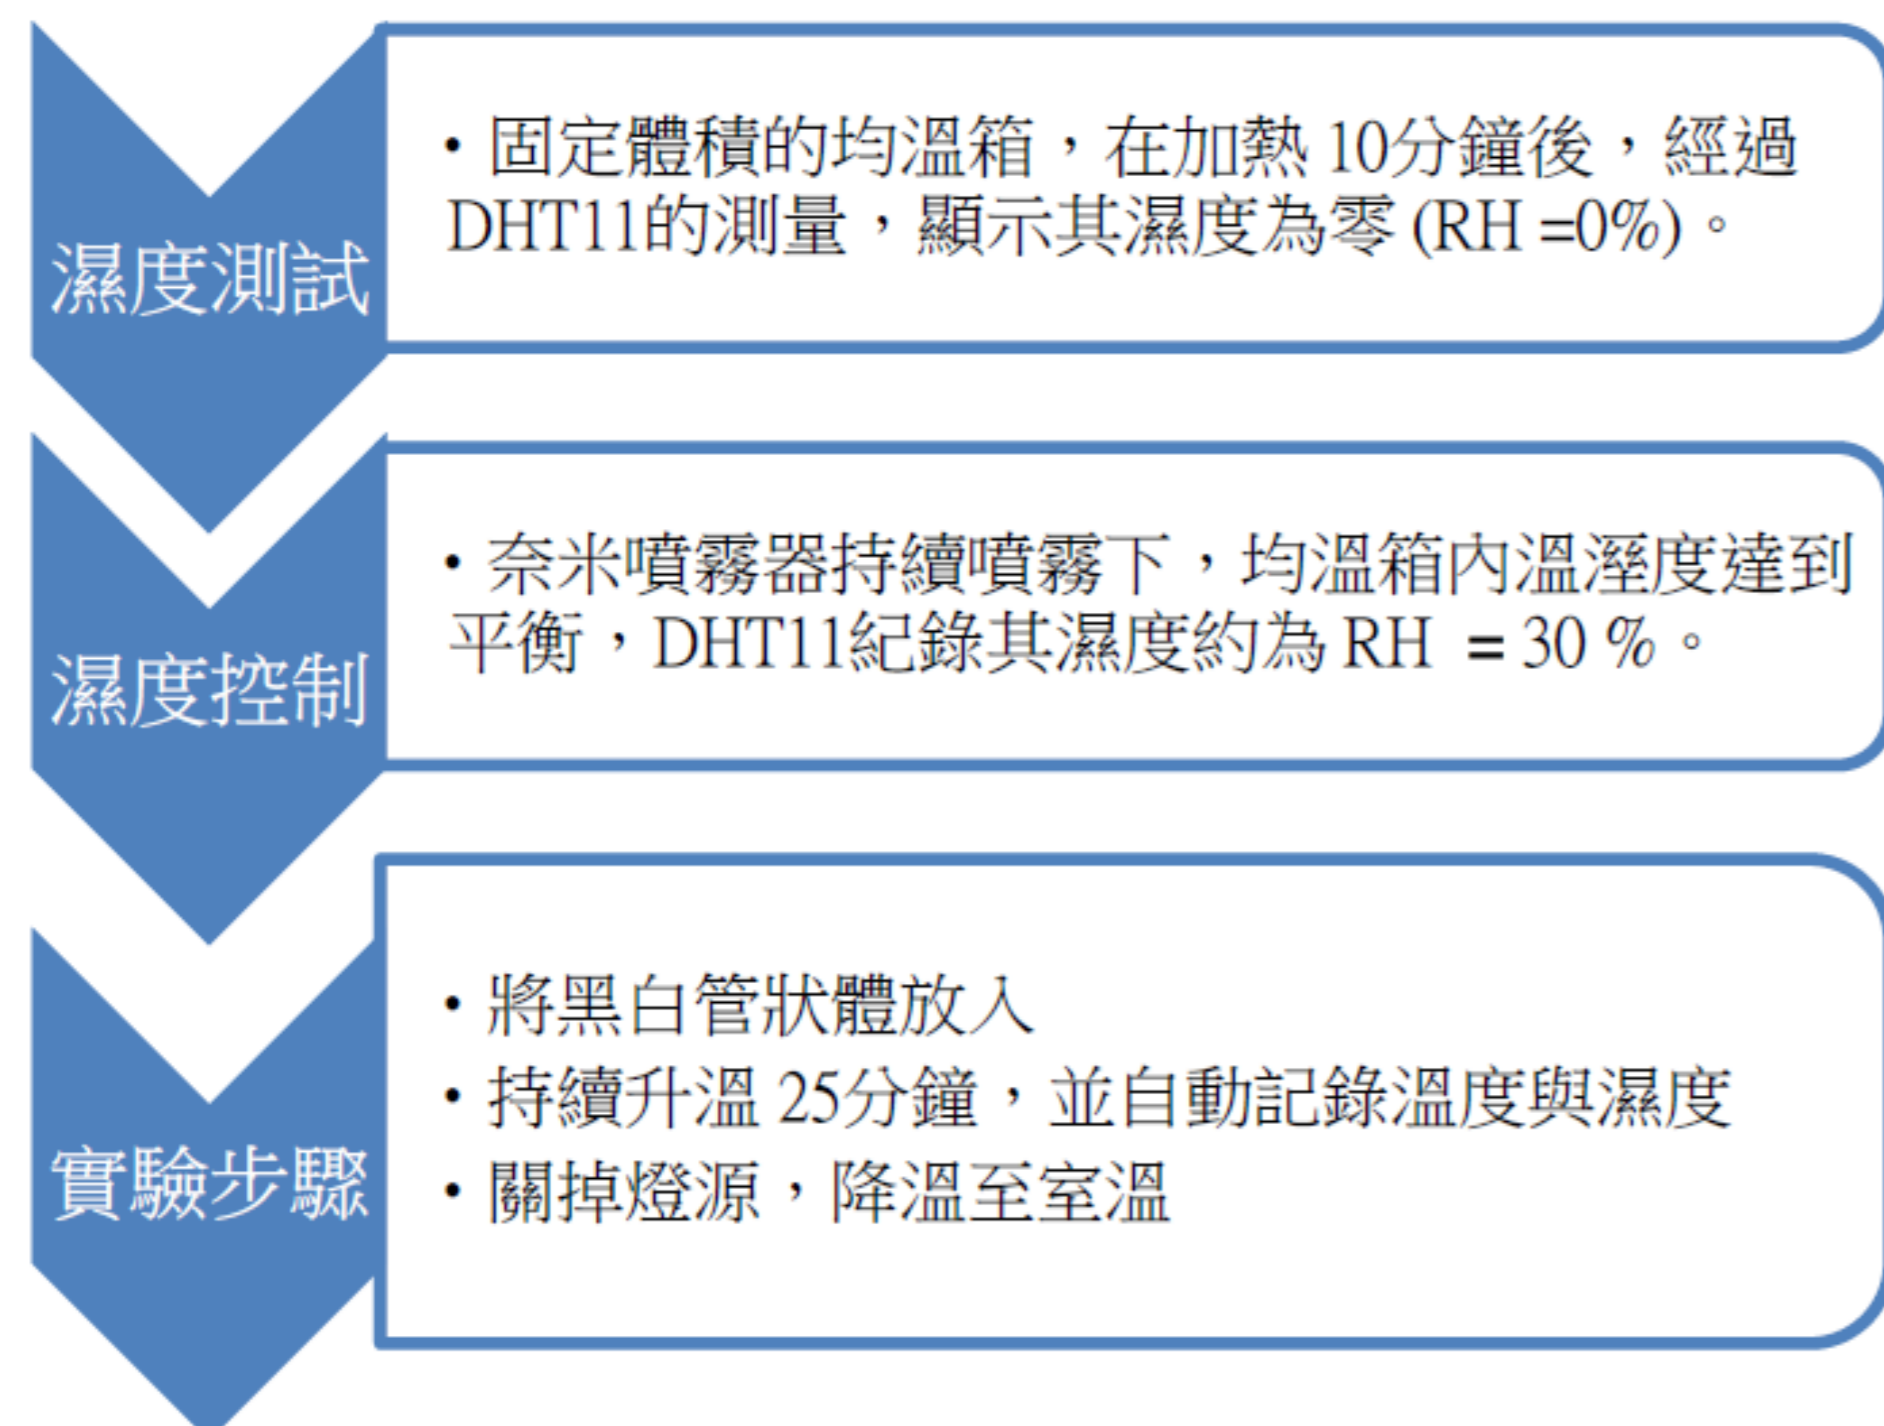 濕度測試
• 固定體積的均溫箱，在加熱 10分鐘後，經過
DHT11的測量，顯示其濕度為零 (RH =0%)。
濕度控制
• 奈米噴霧器持續噴霧下，均溫箱內溫溼度達到
平衡，DHT11紀錄其濕度約為 RH = 30 %。
實驗步驟
• 將黑白管狀體放入
• 持續升溫 25分鐘，並自動記錄溫度與濕度
• 關掉燈源，降溫至室溫